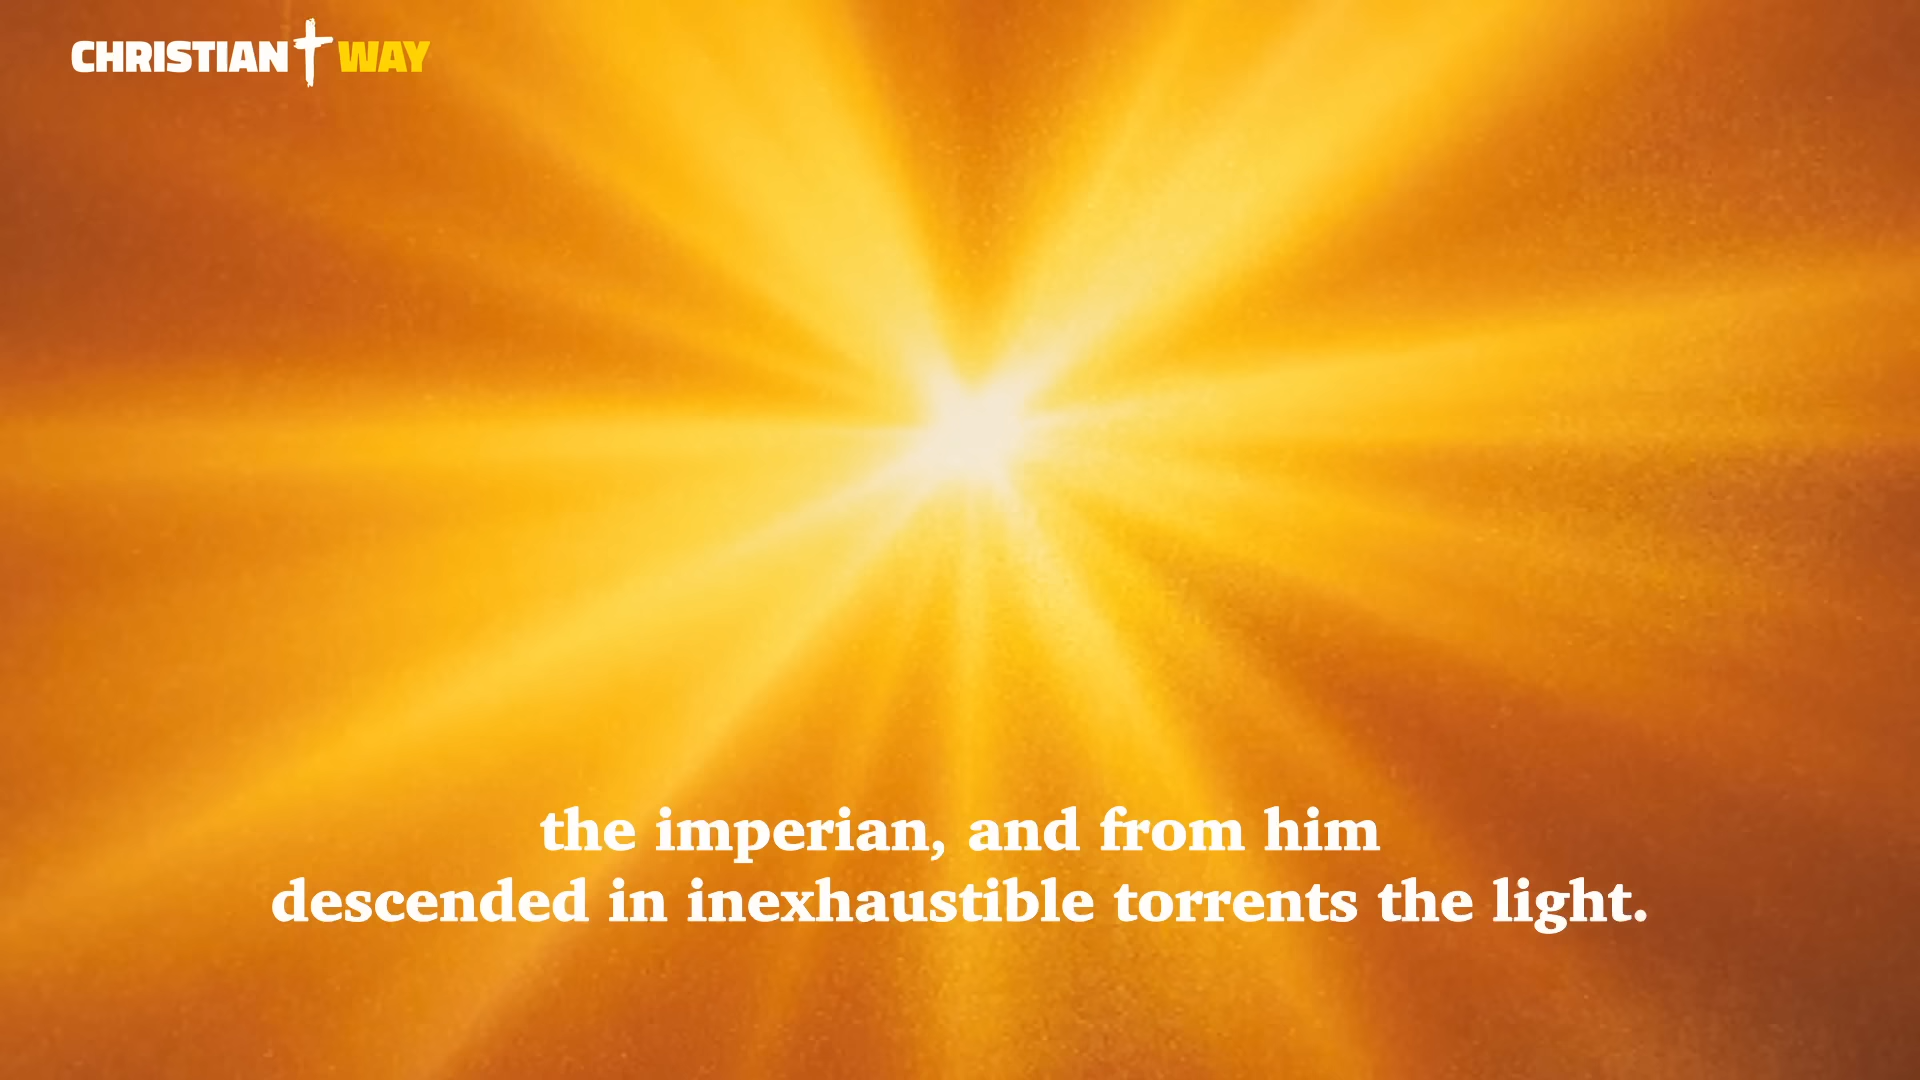 CHRISTIAN WAY
the imperian, and from him
descended in inexhaustible torrents the light.